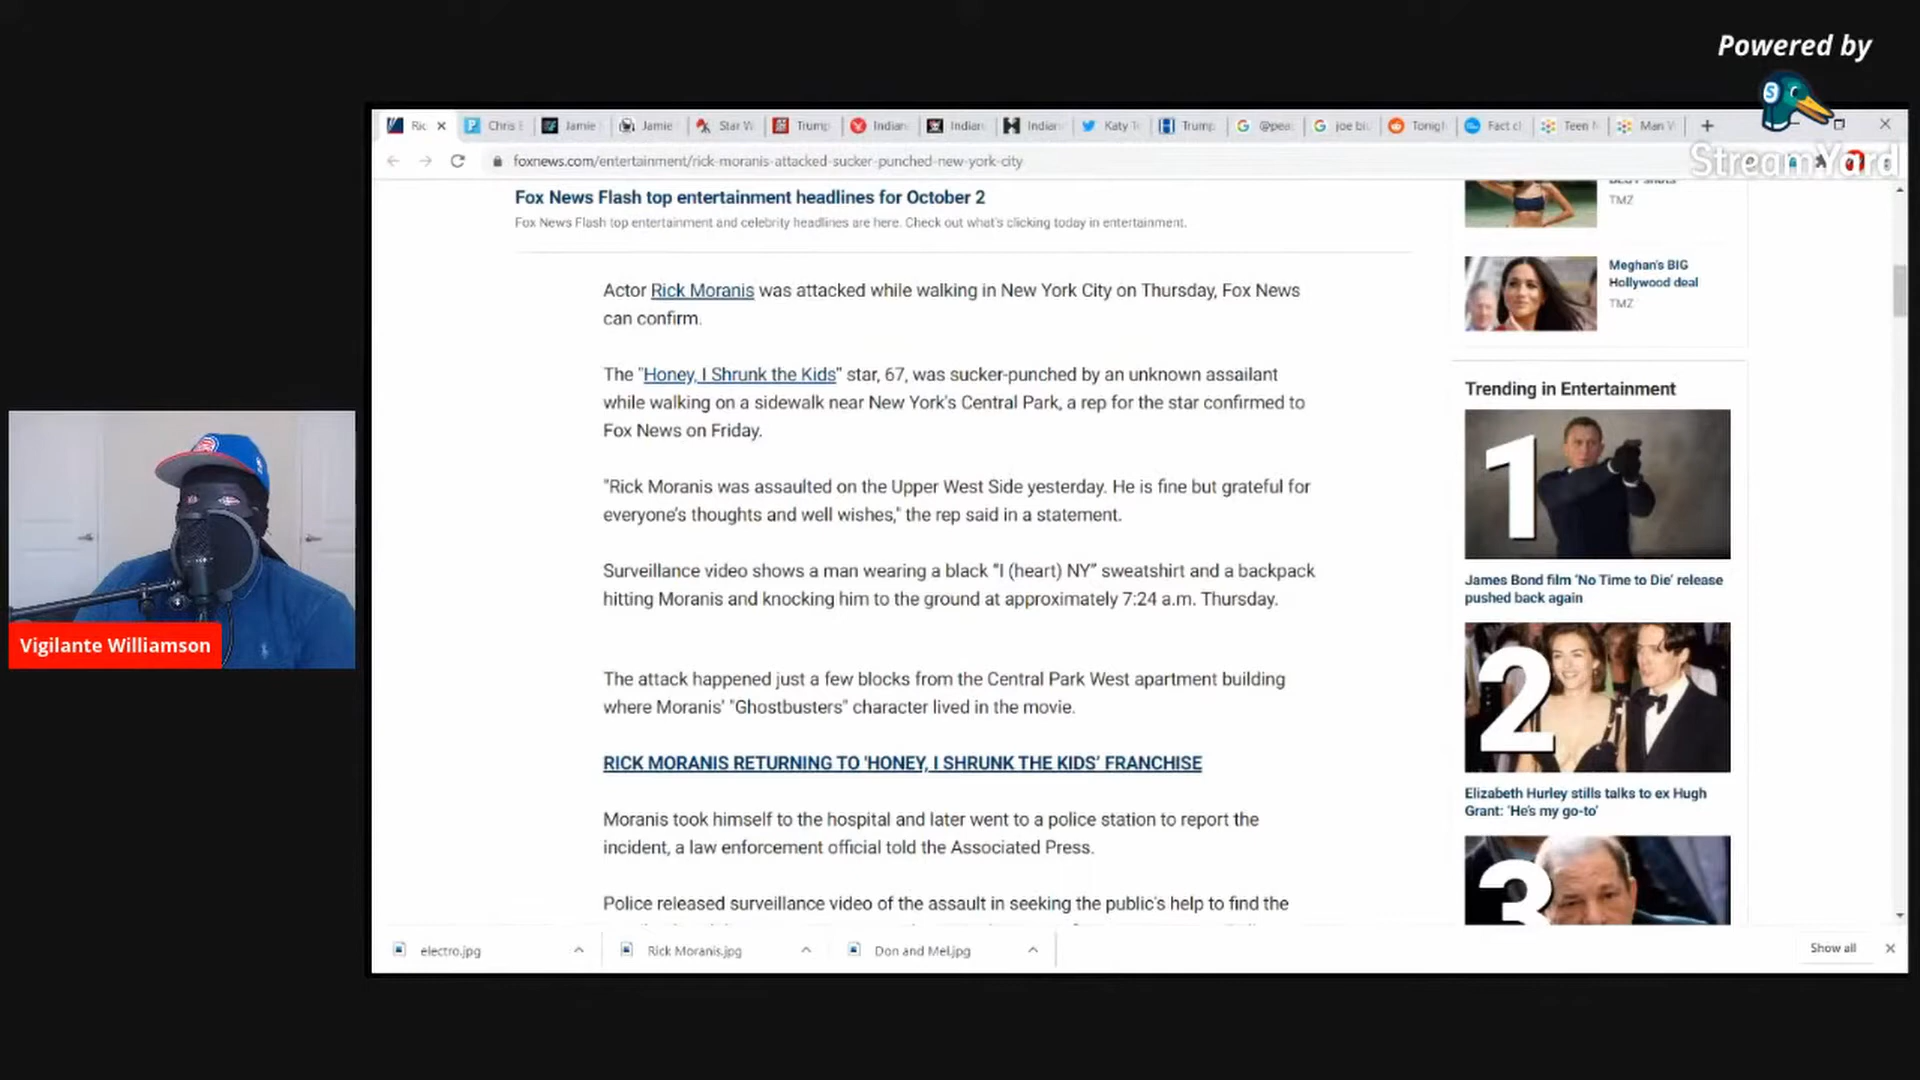 Powered by
StreamYard
Ric
Chris E
Jamie
Jamie
Star W
Trump
Indian
Indian
Indian
Katy T
Trump
@pea
joe bi
Tonigh
Fact cl
Teen M
Man V
foxnews.com/entertainment/rick-moranis-attacked-sucker-punched-new-york-city
Fox News Flash top entertainment headlines for October 2
Fox News Flash top entertainment and celebrity headlines are here. Check out what's clicking today in entertainment.
Actor Rick Moranis was attacked while walking in New York City on Thursday, Fox News
can confirm.
The "Honey, I Shrunk the Kids" star, 67, was sucker-punched by an unknown assailant
while walking on a sidewalk near New York's Central Park, a rep for the star confirmed to
Fox News on Friday.
"Rick Moranis was assaulted on the Upper West Side yesterday. He is fine but grateful for
everyone's thoughts and well wishes," the rep said in a statement.
Surveillance video shows a man wearing a black "I (heart) NY" sweatshirt and a backpack
hitting Moranis and knocking him to the ground at approximately 7:24 a.m. Thursday.
The attack happened just a few blocks from the Central Park West apartment building
where Moranis' "Ghostbusters" character lived in the movie.
RICK MORANIS RETURNING TO 'HONEY, I SHRUNK THE KIDS' FRANCHISE
Moranis took himself to the hospital and later went to a police station to report the
incident, a law enforcement official told the Associated Press.
Police released surveillance video of the assault in seeking the public's help to find the
TMZ
Meghan's BIG
Hollywood deal
TMZ
Trending in Entertainment
1
James Bond film 'No Time to Die' release
pushed back again
2
Elizabeth Hurley stills talks to ex Hugh
Grant: 'He's my go-to'
3
Vigilante Williamson
electro.jpg
Rick Moranis.jpg
Don and Mel.jpg
Show all